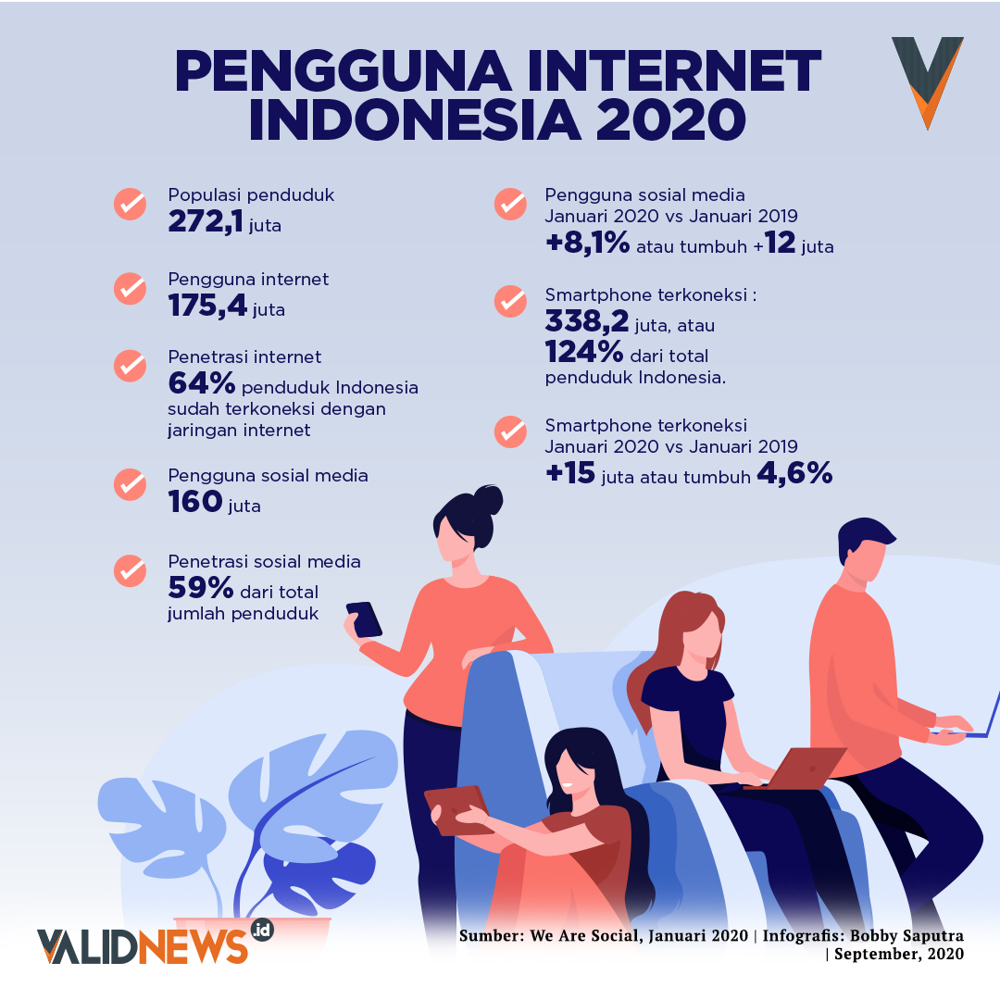 PENGGUNA INTERNET
INDONESIA 2020
Populasi penduduk
272,1 juta
Pengguna internet
175,4 juta
Penetrasi internet
64% penduduk Indonesia
sudah terkoneksi dengan
jaringan internet
Pengguna sosial media
160 juta
Penetrasi sosial media
59% dari total
jumlah penduduk
Pengguna sosial media
Januari 2020 vs Januari 2019
+8,1% atau tumbuh +12 juta
Smartphone terkoneksi :
338,2 juta, atau
124% dari total
penduduk Indonesia.
Smartphone terkoneksi
Januari 2020 vs Januari 2019
+15 juta atau tumbuh 4,6%
VALIDNEWS.id
Sumber: We Are Social, Januari 2020 | Infografis: Bobby Saputra
| September, 2020